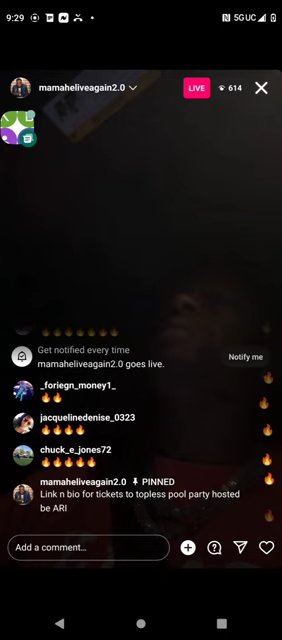 9:29
5GUC
mamaheliveagain2.0
LIVE
614
Get notified every time
mamaheliveagain2.0 goes live.
Notify me
_foriegn_money1_
🔥🔥
jacquelinedenise_0323
🔥🔥🔥🔥
chuck_e_jones72
🔥🔥🔥🔥🔥
mamaheliveagain2.0 PINNED
Link n bio for tickets to topless pool party hosted
be ARI
Add a comment...